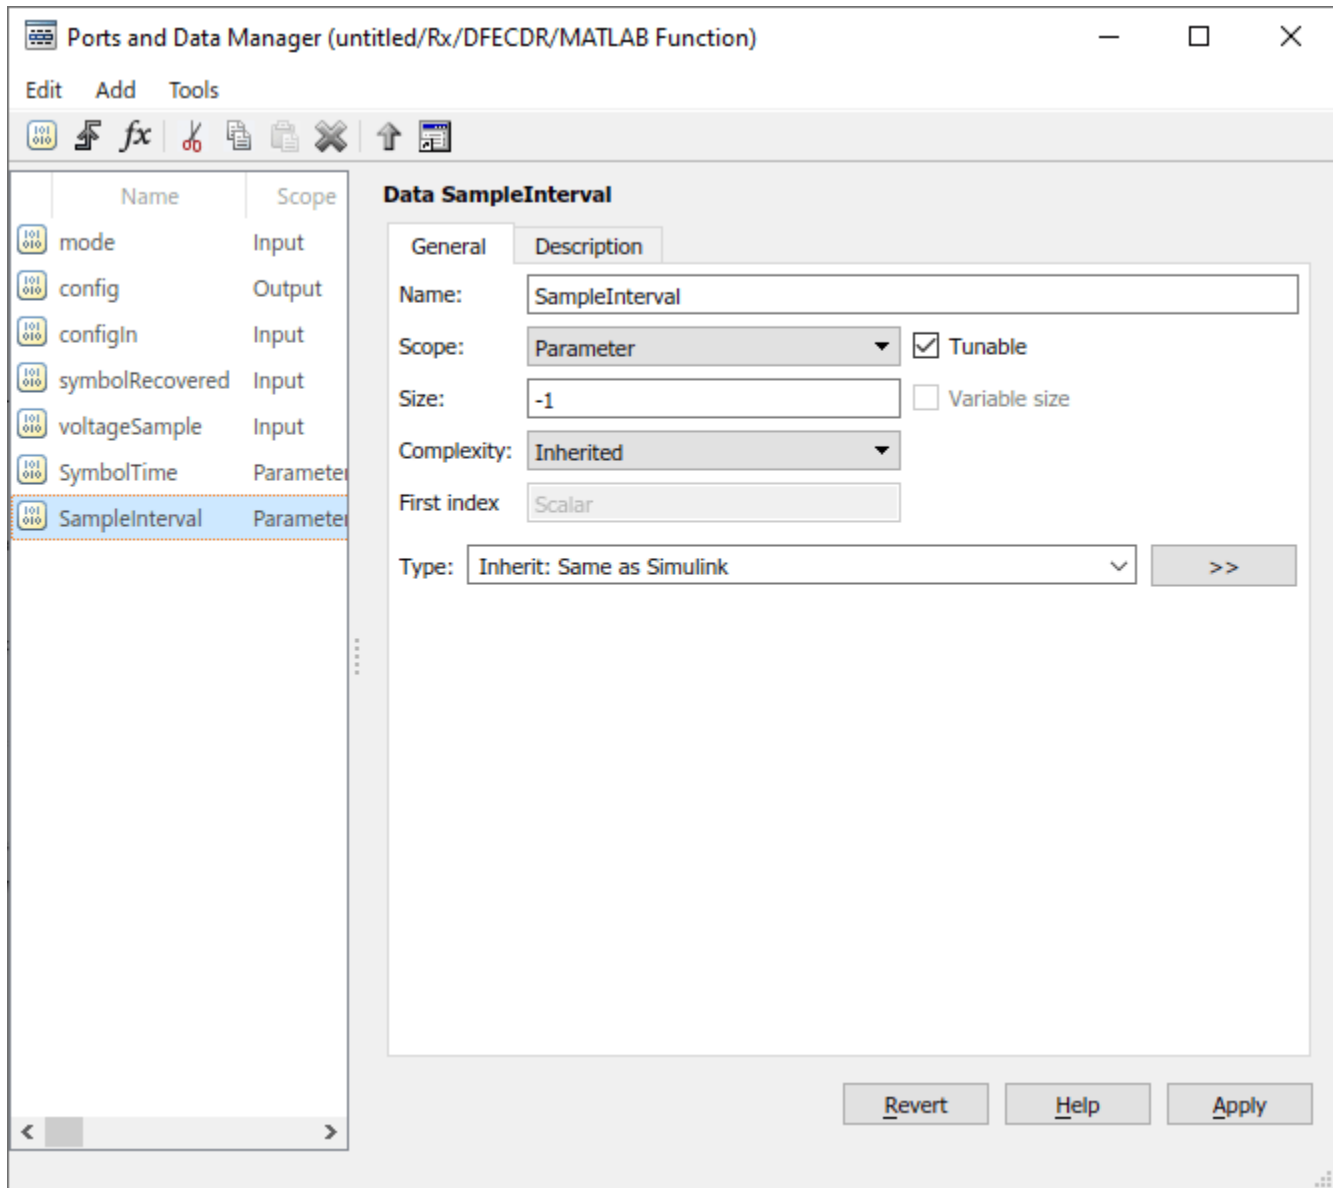 Ports and Data Manager (untitled/Rx/DFECDR/MATLAB Function)
Edit Add Tools
fx
Name Scope
mode Input
config Output
configIn Input
symbolRecovered Input
voltageSample Input
SymbolTime Parameter
SampleInterval Parameter
Data SampleInterval
General Description
Name: SampleInterval
Scope: Parameter Tunable
Size: -1 Variable size
Complexity: Inherited
First index Scalar
Type: Inherit: Same as Simulink >>
Revert Help Apply